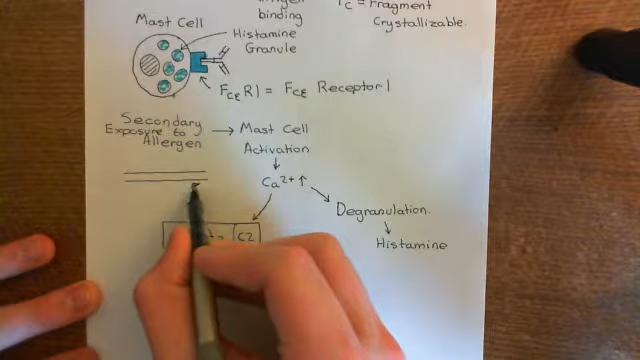 binding
Fc = Fragment
Crystallizable.
Mast Cell
Histamine
Granule
FcεRI = Fcε Receptor I
Secondary
Exposure to
Allergen
→ Mast Cell
Activation
↓
Ca2+ ↑
Degranulation.
↓
Histamine
C2